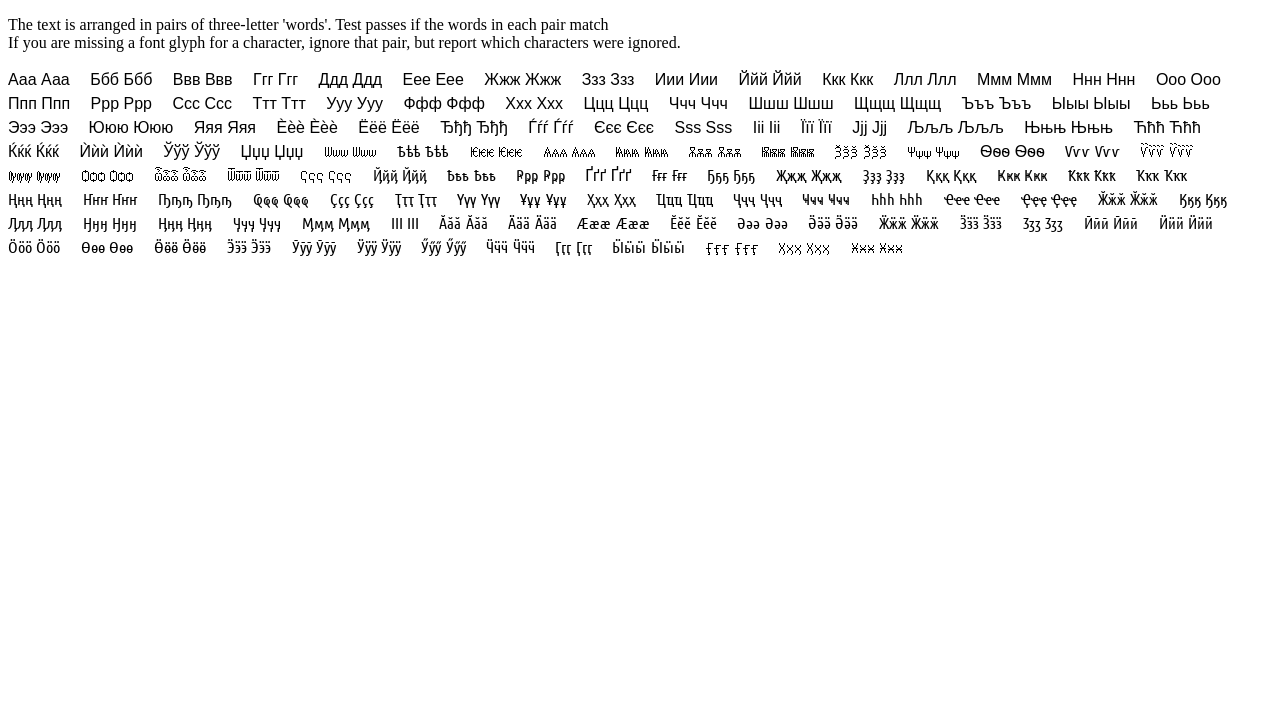 The text is arranged in pairs of three-letter 'words'. Test passes if the words in each pair match
If you are missing a font glyph for a character, ignore that pair, but report which characters were ignored.
Ааа Ааа Ббб Ббб Ввв Ввв Ггг Ггг Ддд Ддд Еее Еее Жжж Жжж Ззз Ззз Иии Иии Ййй Ййй Ккк Ккк Ллл Ллл Ммм Ммм Ннн Ннн Ооо Ооо
Ппп Ппп Ррр Ррр Ссс Ссс Ттт Ттт Ууу Ууу Ффф Ффф Ххх Ххх Ццц Ццц Ччч Ччч Шшш Шшш Щщщ Щщщ Ъъъ Ъъъ Ыыы Ыыы Ььь Ььь
Эээ Эээ Ююю Ююю Яяя Яяя Ѐѐѐ Ѐѐѐ Ёёё Ёёё Ђђђ Ђђђ Ѓѓѓ Ѓѓѓ Єєє Єєє Ѕѕѕ Ѕѕѕ Ііі Ііі Їїї Їїї Јјј Јјј Љљљ Љљљ Њњњ Њњњ Ћћћ Ћћћ
Ќќќ Ќќќ Ѝѝѝ Ѝѝѝ Ўўў Ўўў Џџџ Џџџ Ѡѡѡ Ѡѡѡ Ѣѣѣ Ѣѣѣ Ѥѥѥ Ѥѥѥ Ѧѧѧ Ѧѧѧ Ѩѩѩ Ѩѩѩ Ѫѫѫ Ѫѫѫ Ѭѭѭ Ѭѭѭ Ѯѯѯ Ѯѯѯ Ѱѱѱ Ѱѱѱ Ѳѳѳ Ѳѳѳ Ѵѵѵ Ѵѵѵ Ѷѷѷ Ѷѷѷ
Ѹѹѹ Ѹѹѹ Ѻѻѻ Ѻѻѻ Ѽѽѽ Ѽѽѽ Ѿѿѿ Ѿѿѿ Ҁҁҁ Ҁҁҁ Ҋҋҋ Ҋҋҋ Ҍҍҍ Ҍҍҍ Ҏҏҏ Ҏҏҏ Ґґґ Ґґґ Ғғғ Ғғғ Ҕҕҕ Ҕҕҕ Җҗҗ Җҗҗ Ҙҙҙ Ҙҙҙ Қққ Қққ Ҝҝҝ Ҝҝҝ Ҟҟҟ Ҟҟҟ Ҡҡҡ Ҡҡҡ
Ңңң Ңңң Ҥҥҥ Ҥҥҥ Ҧҧҧ Ҧҧҧ Ҩҩҩ Ҩҩҩ Ҫҫҫ Ҫҫҫ Ҭҭҭ Ҭҭҭ Үүү Үүү Ұұұ Ұұұ Ҳҳҳ Ҳҳҳ Ҵҵҵ Ҵҵҵ Ҷҷҷ Ҷҷҷ Ҹҹҹ Ҹҹҹ Һһһ Һһһ Ҽҽҽ Ҽҽҽ Ҿҿҿ Ҿҿҿ Ӂӂӂ Ӂӂӂ Ӄӄӄ Ӄӄӄ
Ӆӆӆ Ӆӆӆ Ӈӈӈ Ӈӈӈ Ӊӊӊ Ӊӊӊ Ӌӌӌ Ӌӌӌ Ӎӎӎ Ӎӎӎ ӀӀӀ ӀӀӀ Ӑӑӑ Ӑӑӑ Ӓӓӓ Ӓӓӓ Ӕӕӕ Ӕӕӕ Ӗӗӗ Ӗӗӗ Әәә Әәә Ӛӛӛ Ӛӛӛ Ӝӝӝ Ӝӝӝ Ӟӟӟ Ӟӟӟ Ӡӡӡ Ӡӡӡ Ӣӣӣ Ӣӣӣ Ӥӥӥ Ӥӥӥ
Ӧӧӧ Ӧӧӧ Өөө Өөө Ӫӫӫ Ӫӫӫ Ӭӭӭ Ӭӭӭ Ӯӯӯ Ӯӯӯ Ӱӱӱ Ӱӱӱ Ӳӳӳ Ӳӳӳ Ӵӵӵ Ӵӵӵ Ӷӷӷ Ӷӷӷ Ӹӹӹ Ӹӹӹ Ӻӻӻ Ӻӻӻ Ӽӽӽ Ӽӽӽ Ӿӿӿ Ӿӿӿ